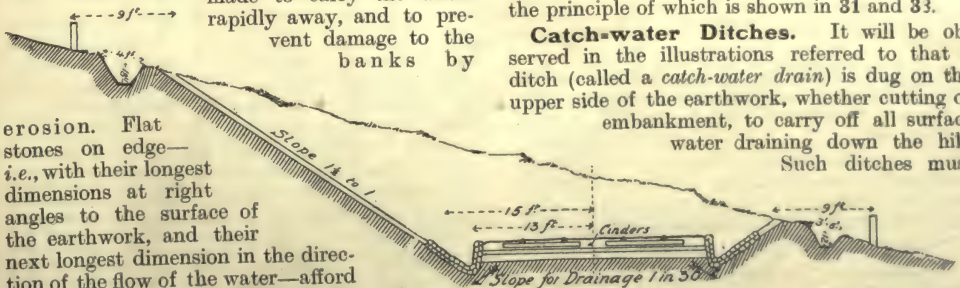 made to carry the
rapidly away, and to pre-
vent damage to the
banks by
erosion. Flat
stones on edge—
i.e., with their longest
dimensions at right
angles to the surface of
the earthwork, and their
next longest dimension in the direc-
tion of the flow of the water—afford
the principle of which is shown in 31 and 33.
Catch-water Ditches. It will be ob
served in the illustrations referred to that
ditch (called a catch-water drain) is dug on th
upper side of the earthwork, whether cutting o
embankment, to carry off all surfac
water draining down the hil
Such ditches mus
9 ft.
4 ft.
Slope 1½ to 1
15 ft.
13 ft.
Cinders
Slope for Drainage 1 in 30
9 ft.